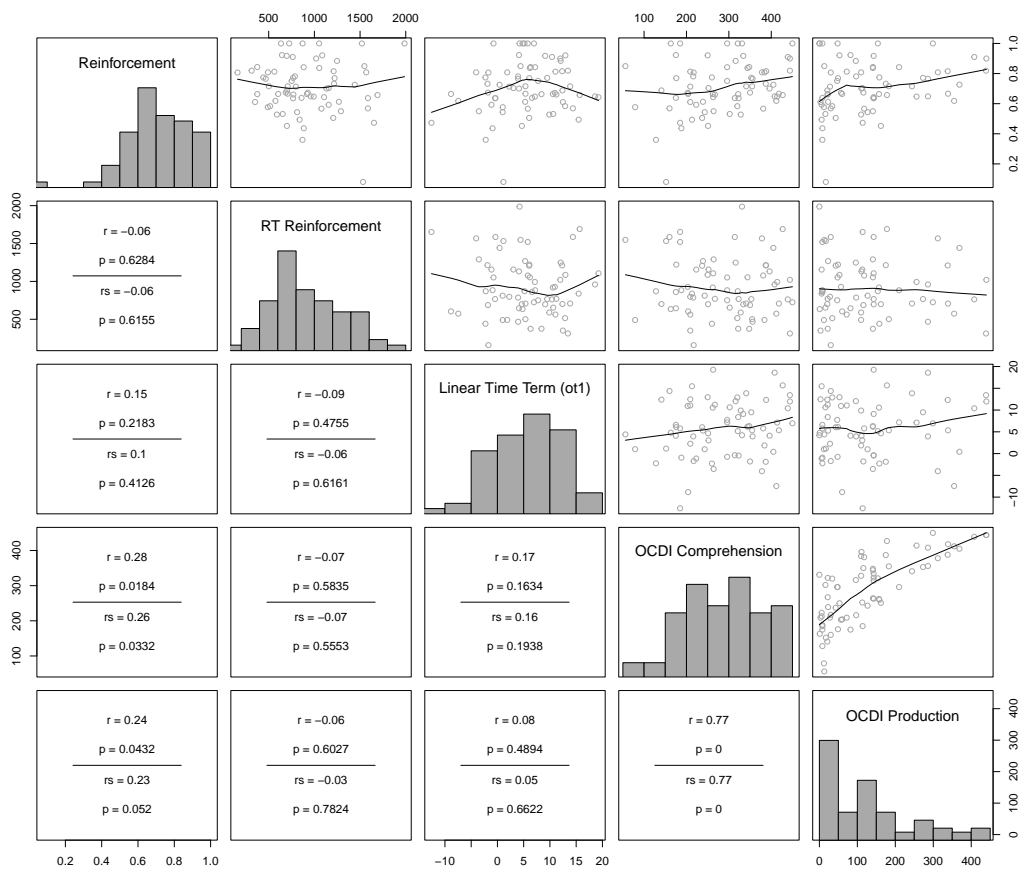 500 1000 1500 2000
100 200 300 400
Reinforcement
0.2 0.4 0.6 0.8 1.0
500 1000 1500 2000
r = −0.06
p = 0.6284
rs = −0.06
p = 0.6155
RT Reinforcement
r = 0.15
p = 0.2183
rs = 0.1
p = 0.4126
r = −0.09
p = 0.4755
rs = −0.06
p = 0.6161
Linear Time Term (ot1)
−10 0 5 10 20
100 200 300 400
r = 0.28
p = 0.0184
rs = 0.26
p = 0.0332
r = −0.07
p = 0.5835
rs = −0.07
p = 0.5553
r = 0.17
p = 0.1634
rs = 0.16
p = 0.1938
OCDI Comprehension
r = 0.24
p = 0.0432
rs = 0.23
p = 0.052
r = −0.06
p = 0.6027
rs = −0.03
p = 0.7824
r = 0.08
p = 0.4894
rs = 0.05
p = 0.6622
r = 0.77
p = 0
rs = 0.77
p = 0
OCDI Production
0 100 200 300 400
0.2 0.4 0.6 0.8 1.0
−10 0 5 10 15 20
0 100 200 300 400